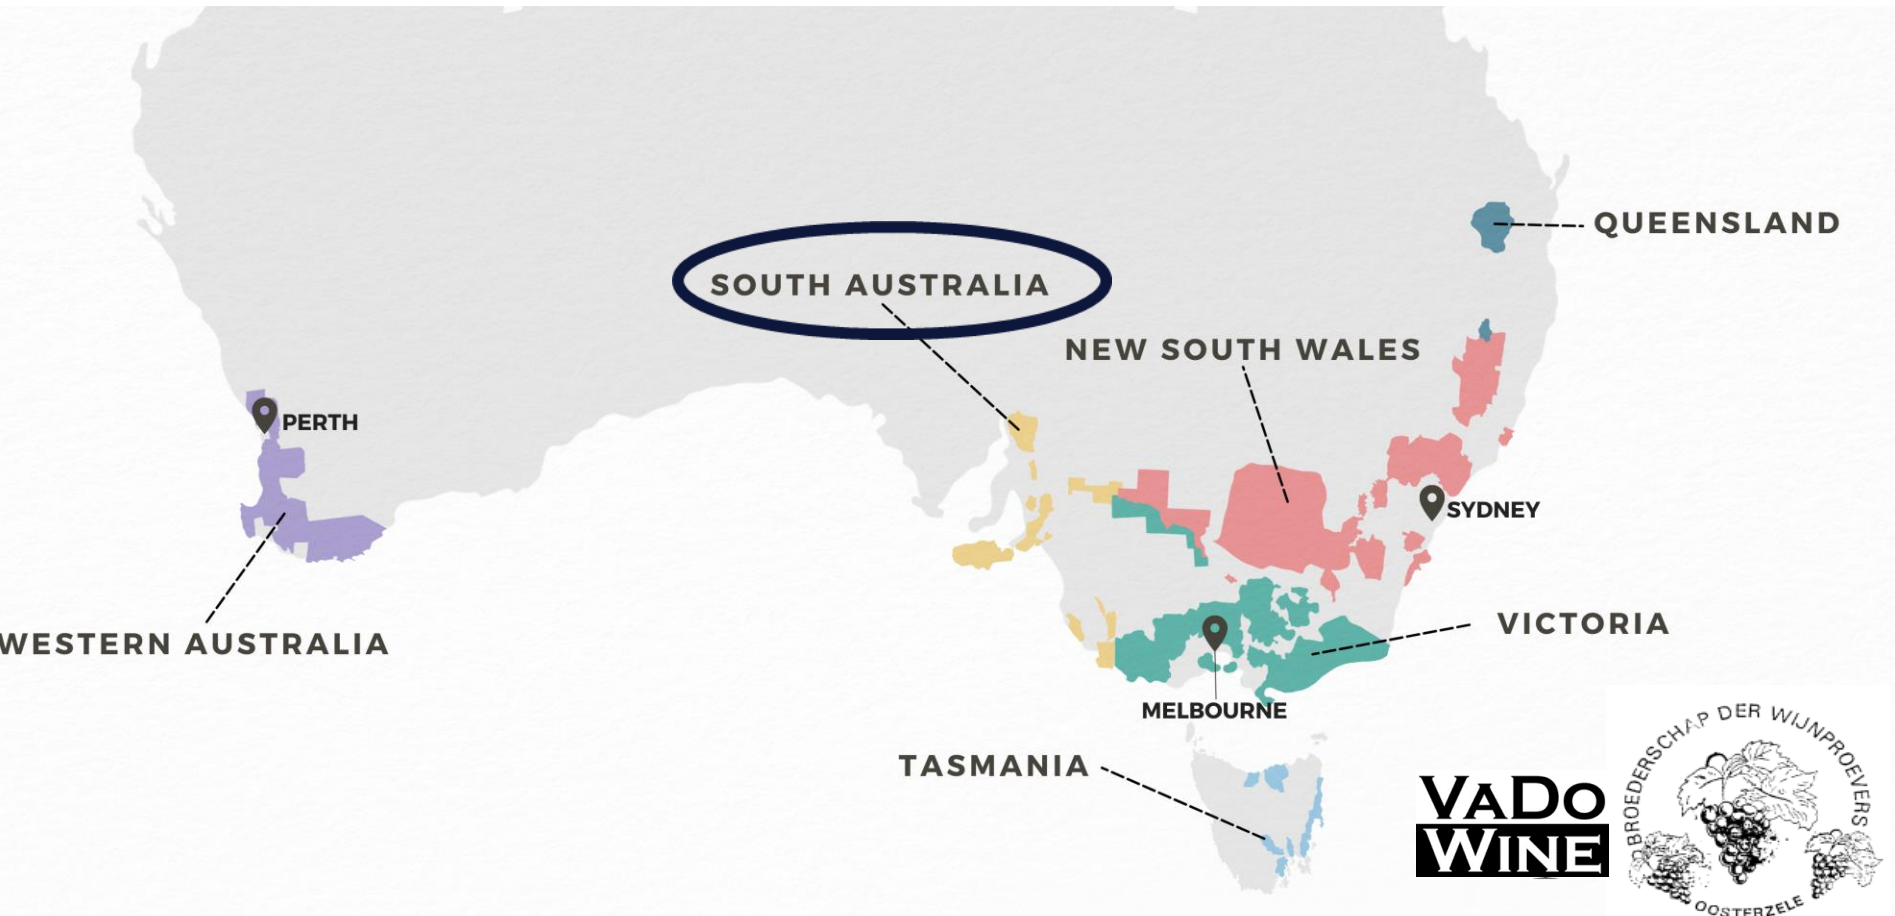 QUEENSLAND
SOUTH AUSTRALIA
NEW SOUTH WALES
PERTH
SYDNEY
WESTERN AUSTRALIA
VICTORIA
MELBOURNE
TASMANIA
VADO
WINE
BROEDERSCHAP DER WIJNPROEVERS
OOSTERZELE